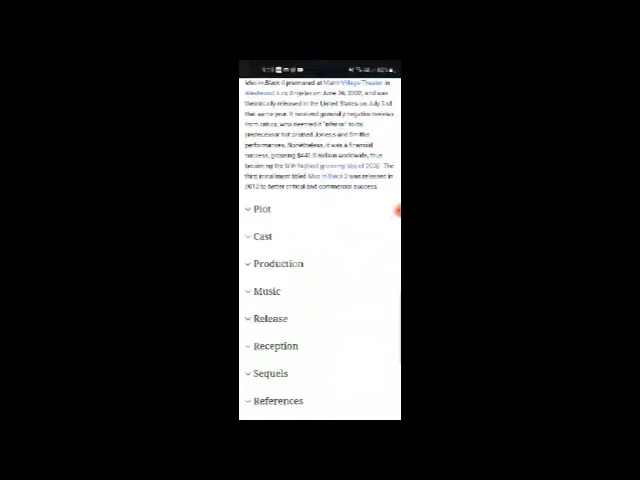 Men in Black II premiered at Mann Village Theater in
Westwood, Los Angeles on June 26, 2002, and was
theatrically released in the United States on July 3 of
that same year. It received generally negative reviews
from critics, who deemed it "inferior" to its
predecessor but praised Jones's and Smith's
performances. Nonetheless, it was a financial
success, grossing $441.8 million worldwide, thus
becoming the highest grossing of 2002. The
third installment titled Men in Black 3 was released in
2012 to better critical and commercial success.
Plot
Cast
Production
Music
Release
Reception
Sequels
References